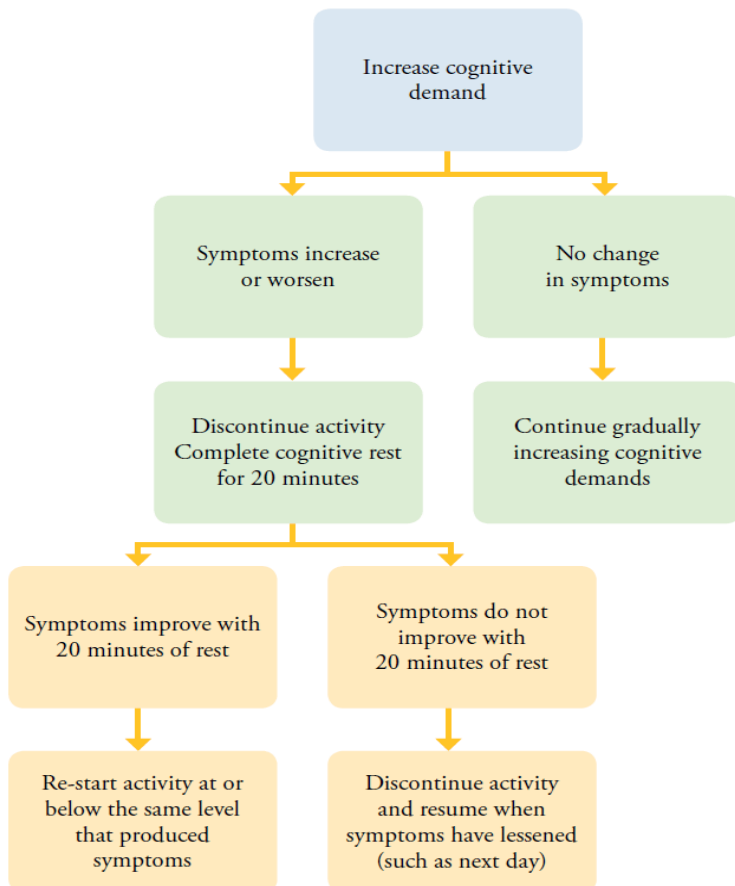 Increase cognitive
demand
Symptoms increase
or worsen
No change
in symptoms
Discontinue activity
Complete cognitive rest
for 20 minutes
Continue gradually
increasing cognitive
demands
Symptoms improve with
20 minutes of rest
Symptoms do not
improve with
20 minutes of rest
Re-start activity at or
below the same level
that produced
symptoms
Discontinue activity
and resume when
symptoms have lessened
(such as next day)